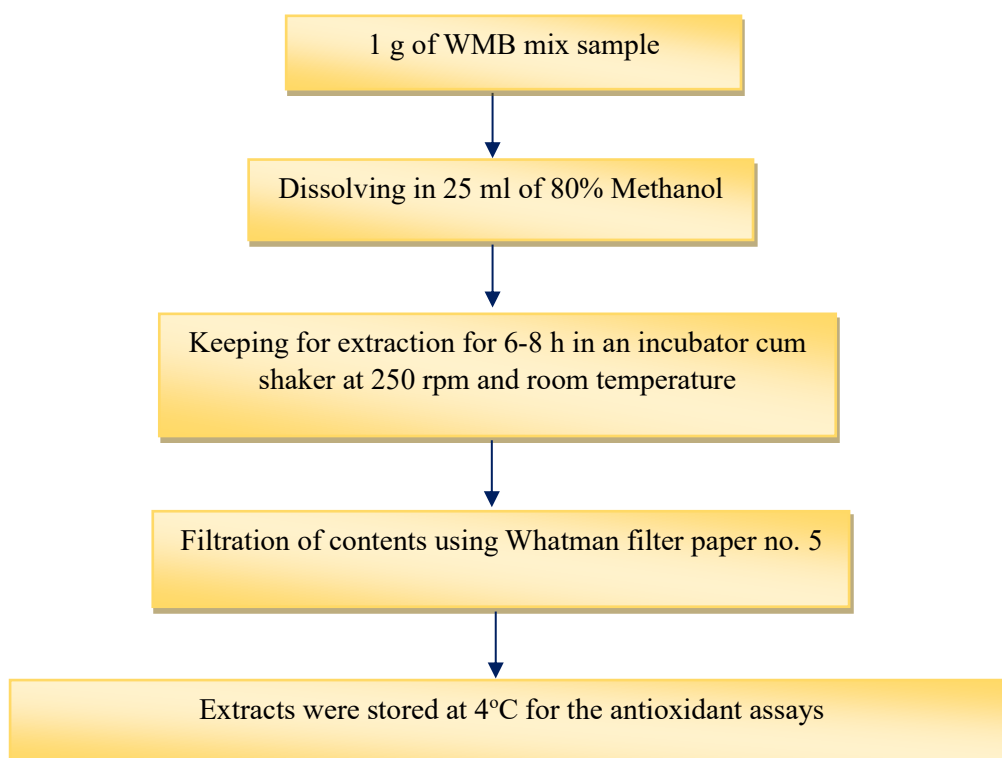 1 g of WMB mix sample
Dissolving in 25 ml of 80% Methanol
Keeping for extraction for 6-8 h in an incubator cum
shaker at 250 rpm and room temperature
Filtration of contents using Whatman filter paper no. 5
Extracts were stored at 4ºC for the antioxidant assays